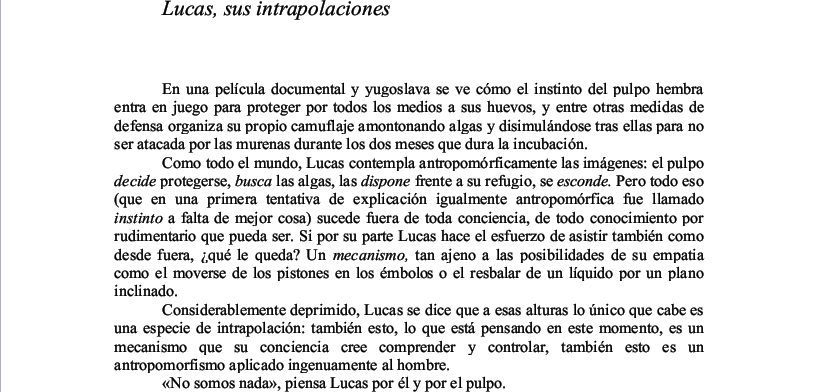 Lucas, sus intrapolaciones
En una película documental y yugoslava se ve cómo el instinto del pulpo hembra
entra en juego para proteger por todos los medios a sus huevos, y entre otras medidas de
defensa organiza su propio camuflaje amontonando algas y disimulándose tras ellas para no
ser atacada por las murenas durante los dos meses que dura la incubación.
Como todo el mundo, Lucas contempla antropomórficamente las imágenes: el pulpo
decide protegerse, busca las algas, las dispone frente a su refugio, se esconde. Pero todo eso
(que en una primera tentativa de explicación igualmente antropomórfica fue llamado
instinto a falta de mejor cosa) sucede fuera de toda conciencia, de todo conocimiento por
rudimentario que pueda ser. Si por su parte Lucas hace el esfuerzo de asistir también como
desde fuera, ¿qué le queda? Un mecanismo, tan ajeno a las posibilidades de su empatia
como el moverse de los pistones en los émbolos o el resbalar de un líquido por un plano
inclinado.
Considerablemente deprimido, Lucas se dice que a esas alturas lo único que cabe es
una especie de intrapolación: también esto, lo que está pensando en este momento, es un
mecanismo que su conciencia cree comprender y controlar, también esto es un
antropomorfismo aplicado ingenuamente al hombre.
«No somos nada», piensa Lucas por él y por el pulpo.